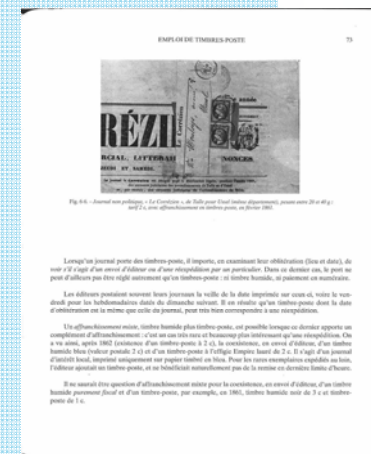 EMPLOI DE TIMBRES-POSTE 73
RÉZI
Le Corrézien
RCIAL, LITTÉRAI
NONCES
Fig. 6-6. - Journal non politique, « Le Corrézien », de Tulle pour Ussel (même département), pesant entre 20 et 40 g :
tarif 2 c, avec affranchissement en timbres-poste, en février 1865.
Lorsqu'un journal porte des timbres-poste, il importe, en examinant leur oblitération (lieu et date), de
voir s'il s'agit d'un envoi d'éditeur ou d'une réexpédition par un particulier. Dans ce dernier cas, le port ne
peut d'ailleurs pas être réglé autrement qu'en timbres-poste : ni timbre humide, ni paiement en numéraire.
Les éditeurs postaient souvent leurs journaux la veille de la date imprimée sur ceux-ci, voire le ven-
dredi pour les hebdomadaires datés du dimanche suivant. Il en résulte qu'un timbre-poste dont la date
d'oblitération est la même que celle du journal, peut très bien correspondre à une réexpédition.
Un affranchissement mixte, timbre humide plus timbre-poste, est possible lorsque ce dernier apporte un
complément d'affranchissement : c'est un cas très rare et beaucoup plus intéressant qu'une réexpédition. On
a vu ainsi, après 1862 (existence d'un timbre-poste à 2 c), la coexistence, en envoi d'éditeur, d'un timbre
humide bleu (valeur postale 2 c) et d'un timbre-poste à l'effigie Empire lauré de 2 c. Il s'agit d'un journal
d'intérêt local, imprimé uniquement sur papier timbré en bleu. Pour les rares exemplaires expédiés au loin,
l'éditeur ajoutait un timbre-poste, et ne bénéficiait naturellement pas de la remise en dernière limite d'heure.
Il ne saurait être question d'affranchissement mixte pour la coexistence, en envoi d'éditeur, d'un timbre
humide purement fiscal et d'un timbre-poste, par exemple, en 1861, timbre humide noir de 3 c et timbre-
poste de 1 c.